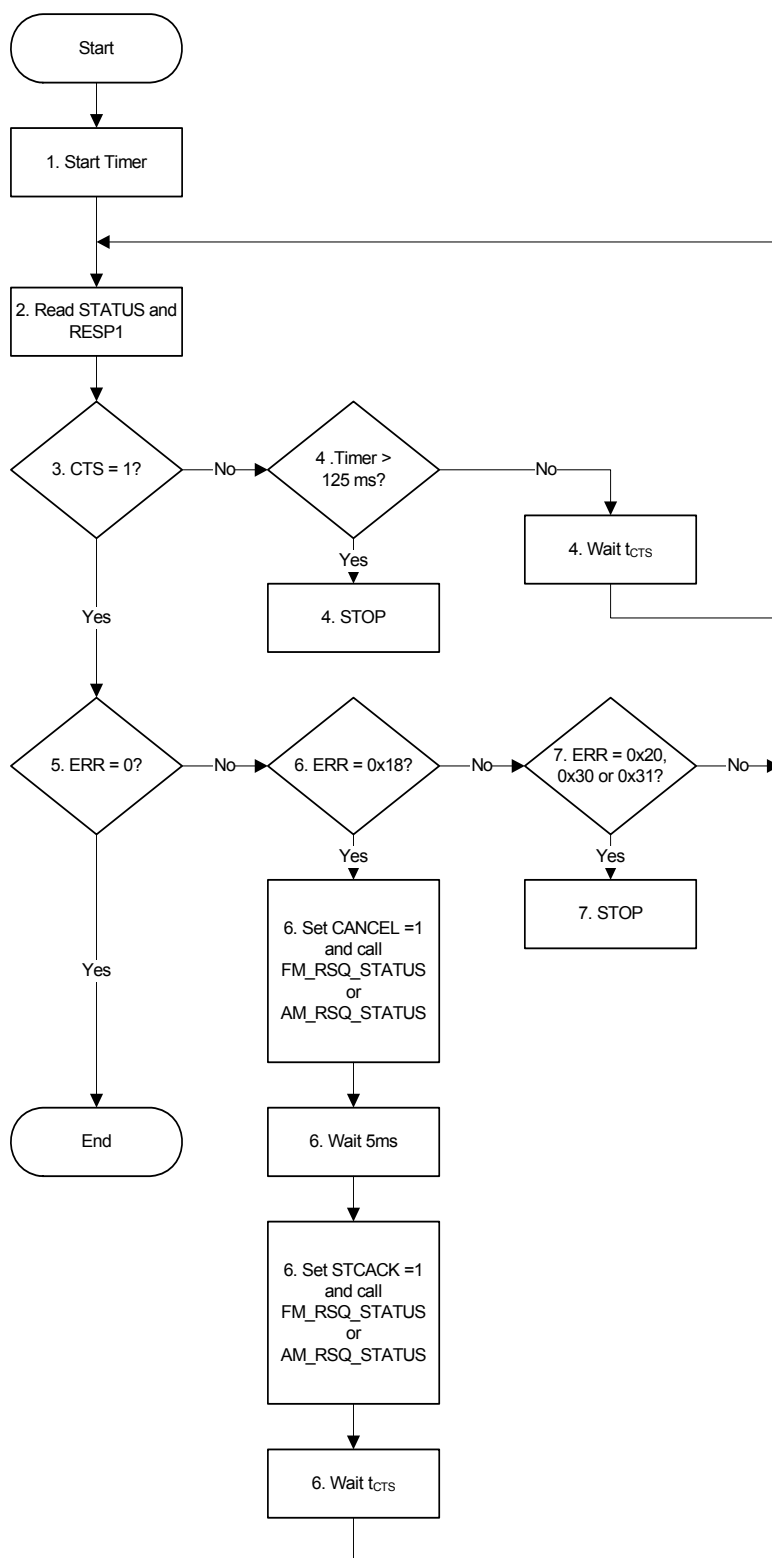 Start
1. Start Timer
2. Read STATUS and
RESP1
3. CTS = 1?
No
4 .Timer >
125 ms?
No
4. Wait tCTS
Yes
4. STOP
Yes
5. ERR = 0?
No
6. ERR = 0x18?
No
7. ERR = 0x20,
0x30 or 0x31?
No
Yes
Yes
7. STOP
6. Set CANCEL =1
and call
FM_RSQ_STATUS
or
AM_RSQ_STATUS
Yes
End
6. Wait 5ms
6. Set STCACK =1
and call
FM_RSQ_STATUS
or
AM_RSQ_STATUS
6. Wait tCTS